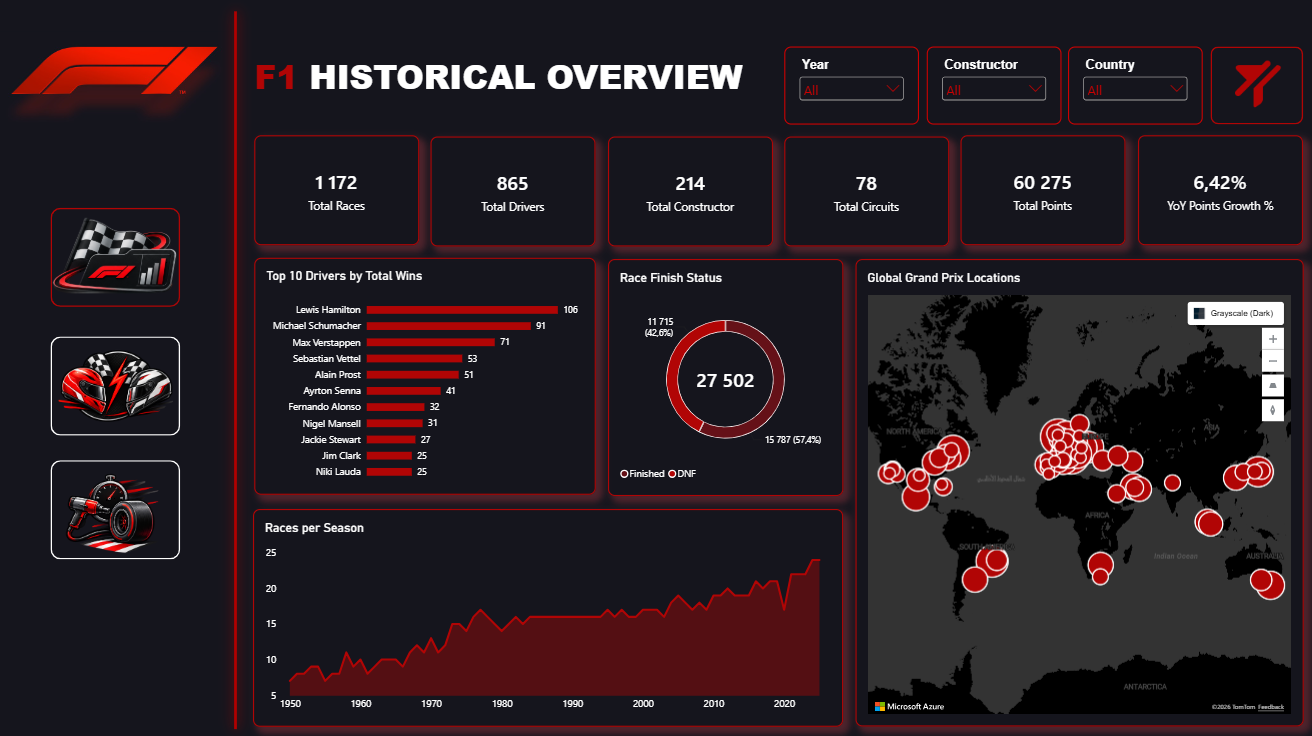 F1
F1 HISTORICAL OVERVIEW
Year
All
Constructor
All
Country
All
1 172
Total Races
865
Total Drivers
214
Total Constructor
78
Total Circuits
60 275
Total Points
6,42%
YoY Points Growth %
Top 10 Drivers by Total Wins
Lewis Hamilton 106
Michael Schumacher 91
Max Verstappen 71
Sebastian Vettel 53
Alain Prost 51
Ayrton Senna 41
Fernando Alonso 32
Nigel Mansell 31
Jackie Stewart 27
Jim Clark 25
Niki Lauda 25
Race Finish Status
11 715
(42,6%)
27 502
15 787 (57,4%)
Finished DNF
Global Grand Prix Locations
Grayscale (Dark)
NORTH AMERICA
ASIA
AFRICA
SOUTH AMERICA
Indian Ocean
AUSTRALIA
ANTARCTICA
Microsoft Azure
©2026 TomTom Feedback
Races per Season
25
20
15
10
5
1950 1960 1970 1980 1990 2000 2010 2020